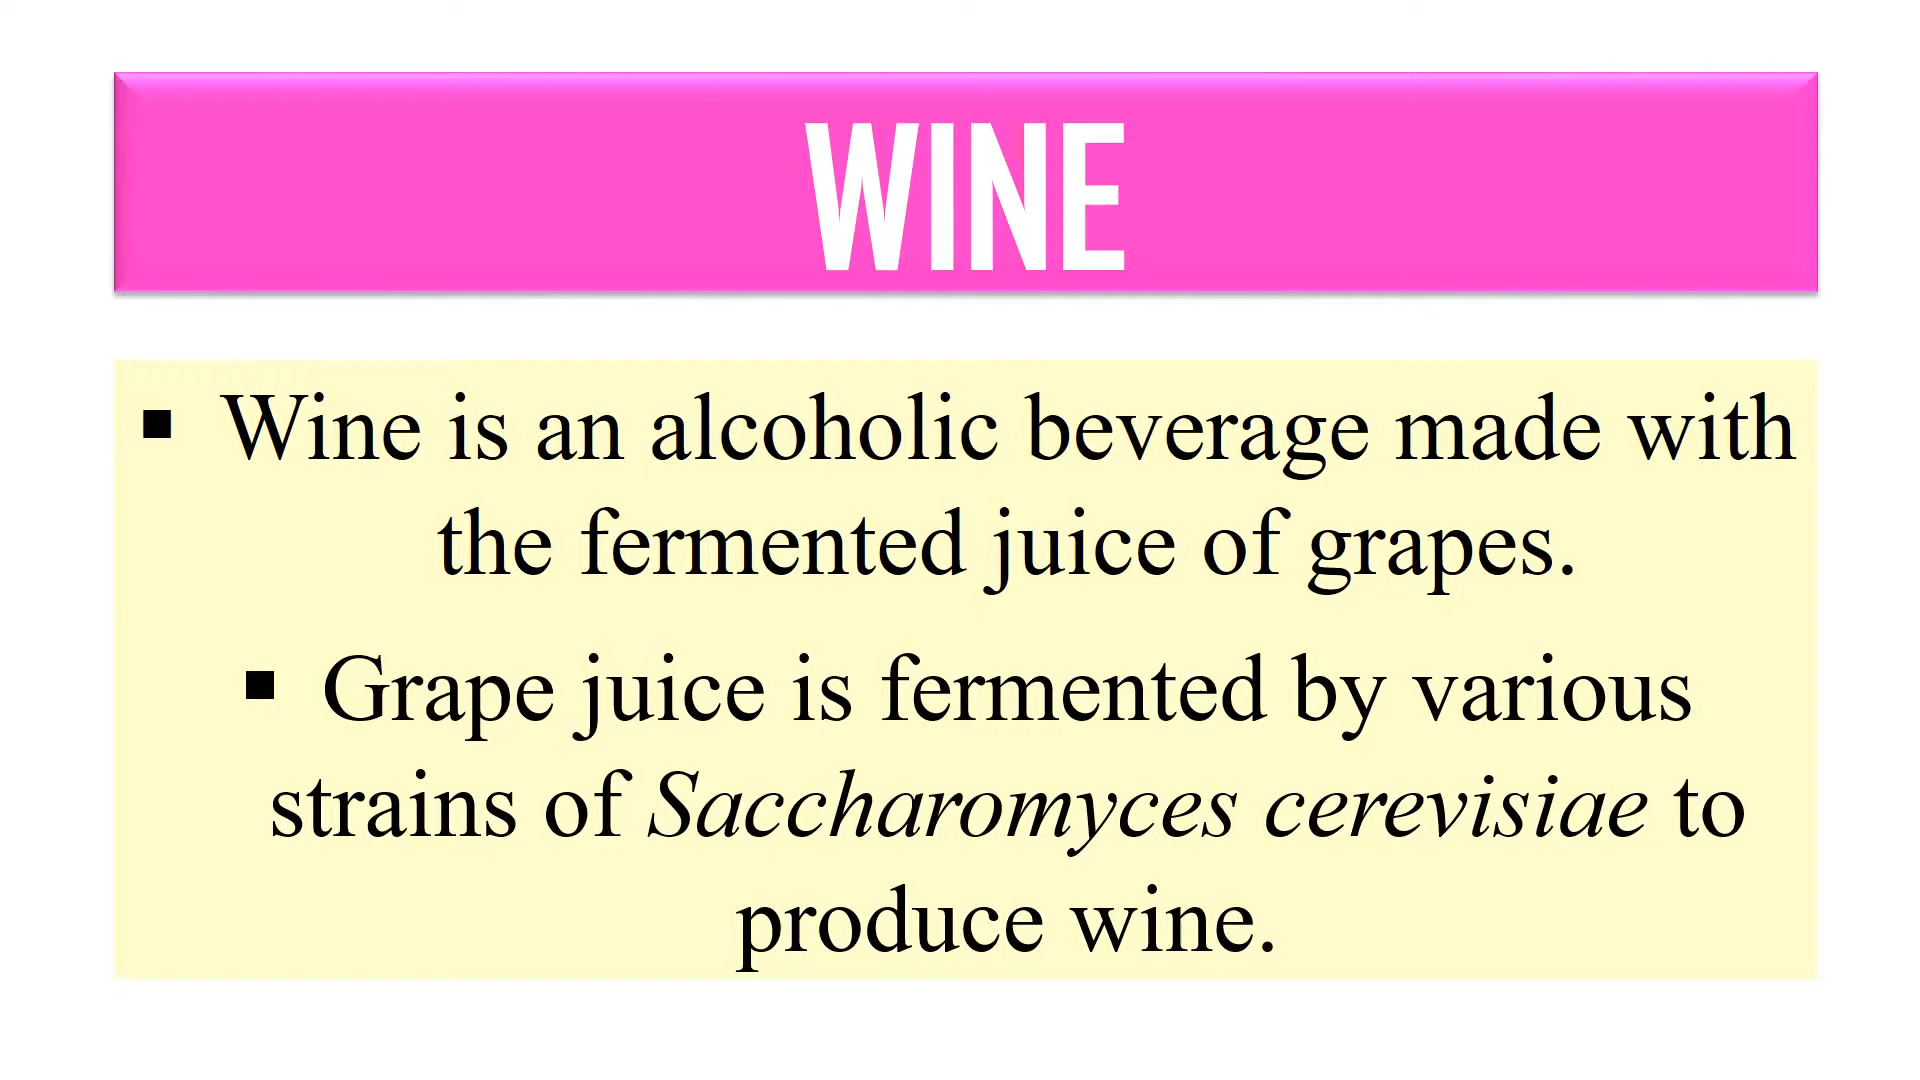 WINE
▪ Wine is an alcoholic beverage made with
the fermented juice of grapes.
▪ Grape juice is fermented by various
strains of Saccharomyces cerevisiae to
produce wine.